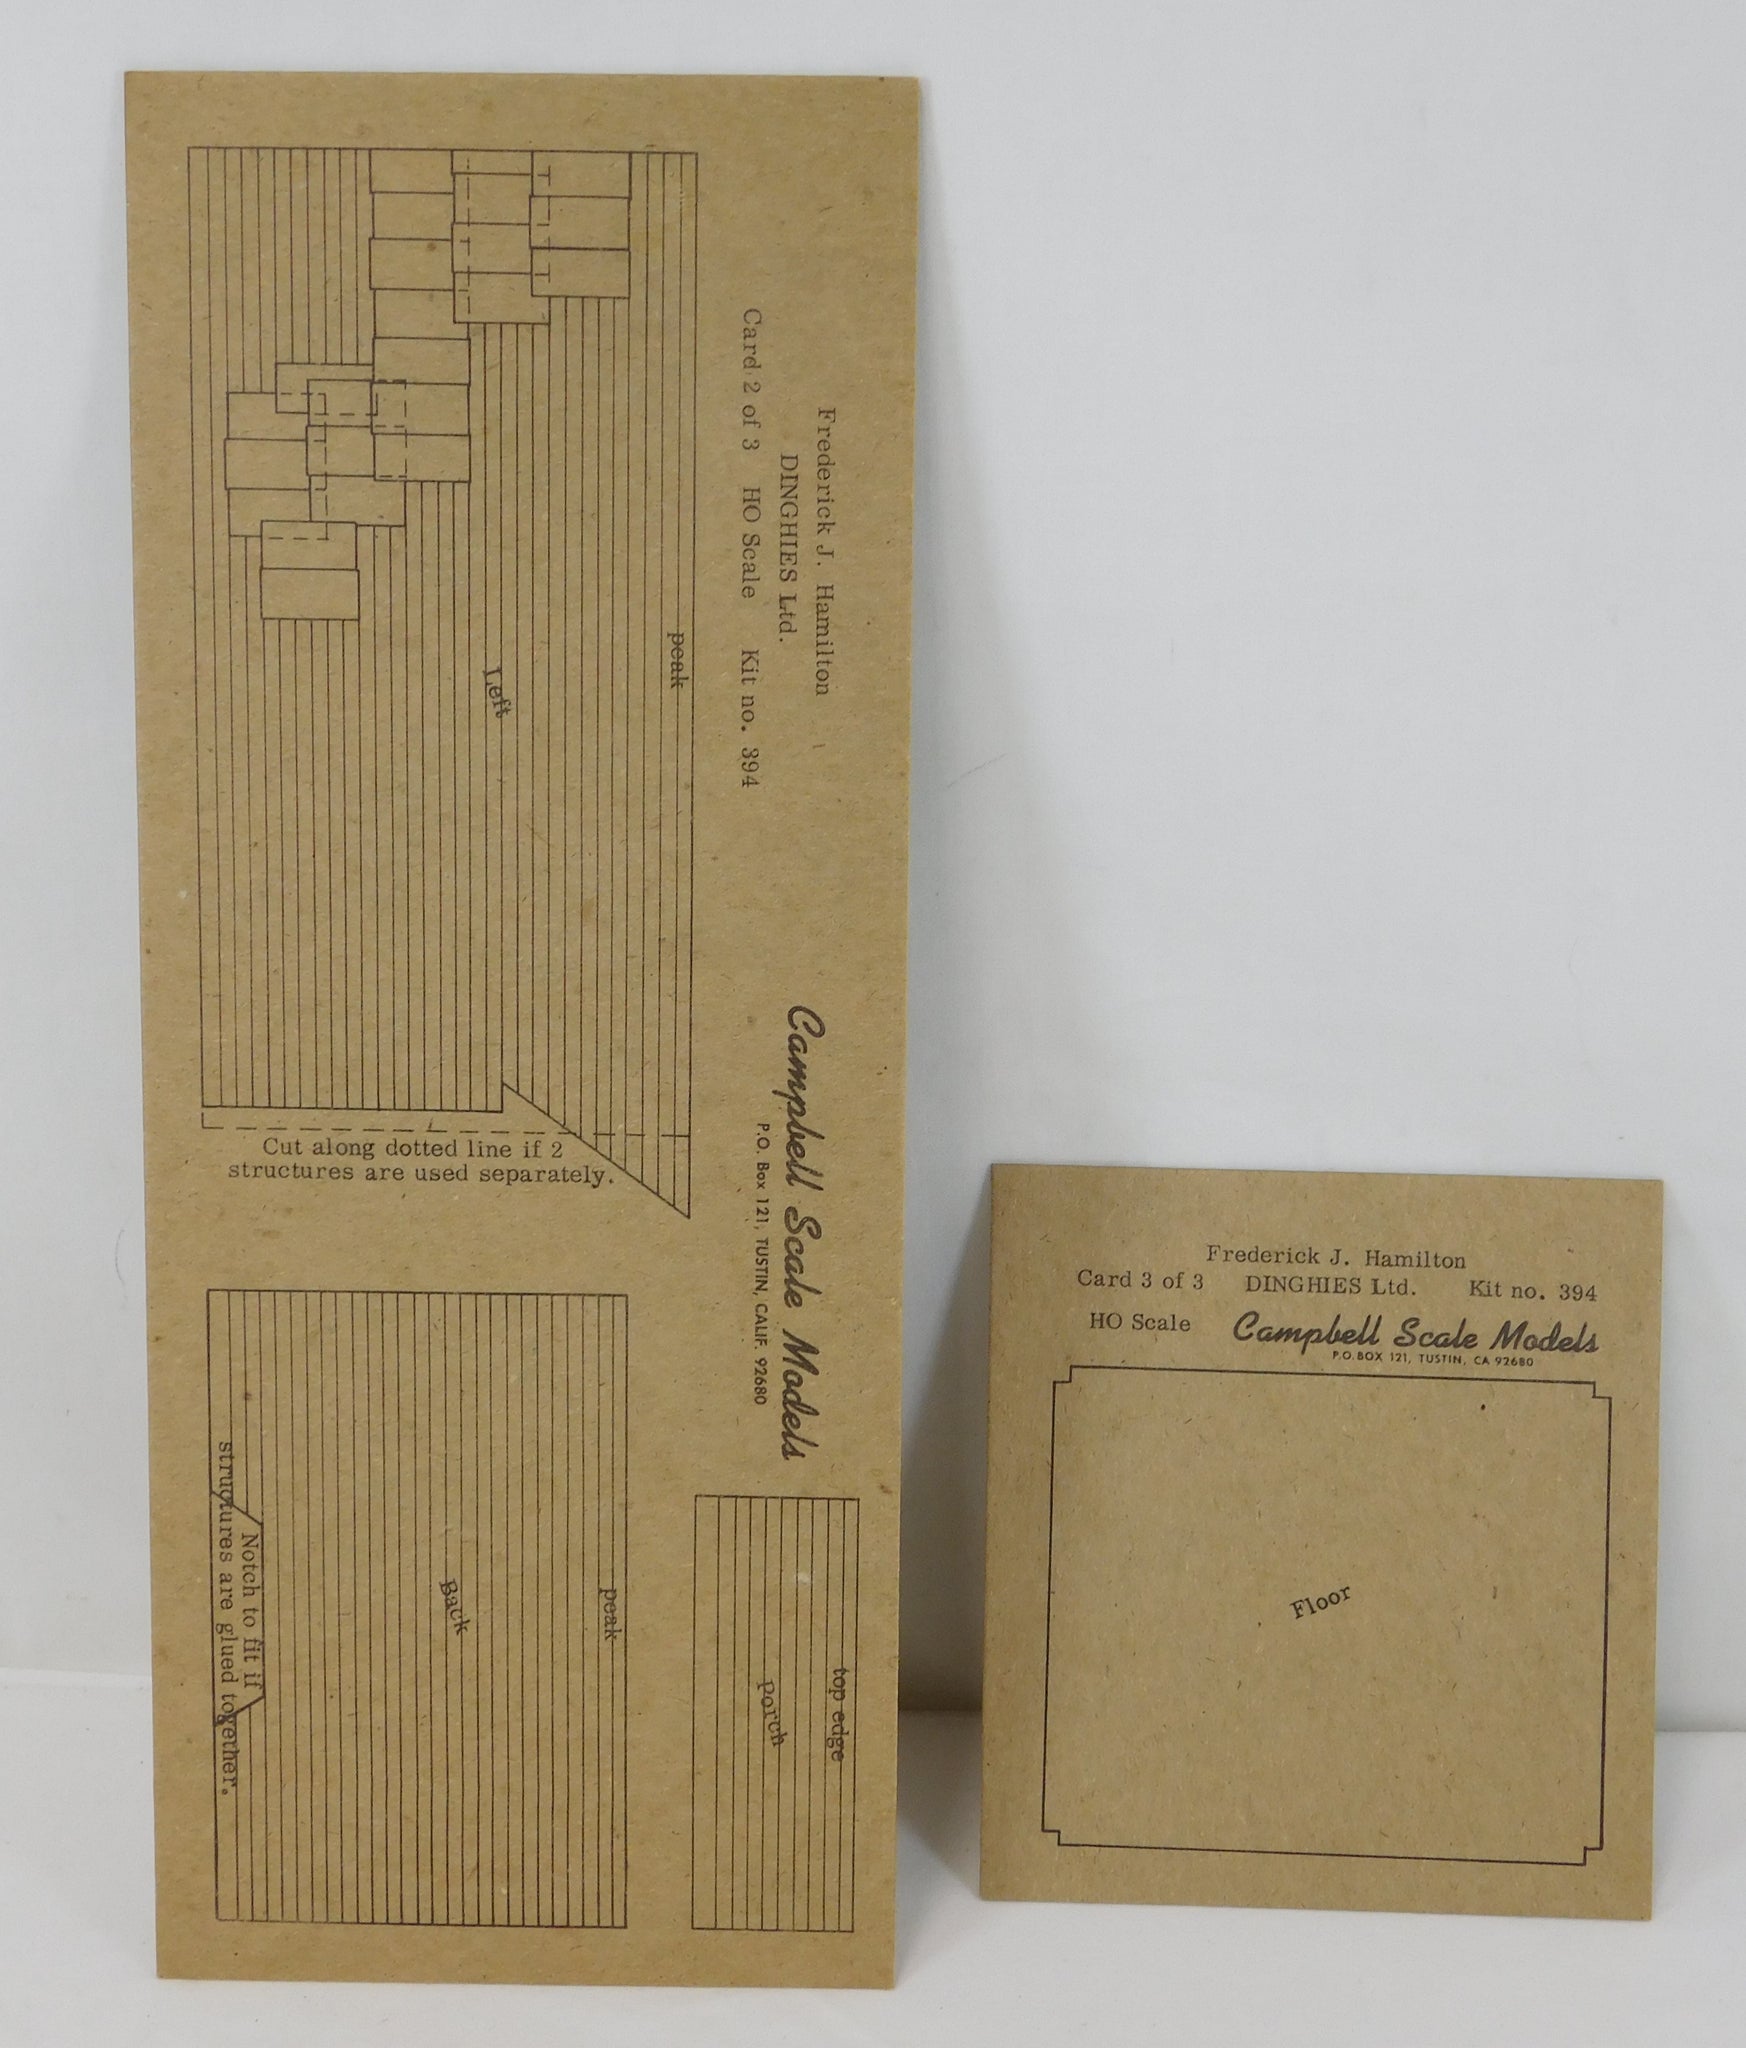 Frederick J. Hamilton
DINGHIES Ltd.
Card 2 of 3 HO Scale Kit no. 394
Campbell Scale Models
P.O. Box 121, TUSTIN, CALIF. 92680
peak
Left
Cut along dotted line if 2
structures are used separately.
peak
Back
Notch to fit if
structures are glued together.
top edge
porch
Frederick J. Hamilton
Card 3 of 3 DINGHIES Ltd. Kit no. 394
HO Scale Campbell Scale Models
P.O. BOX 121, TUSTIN, CA 92680
Floor